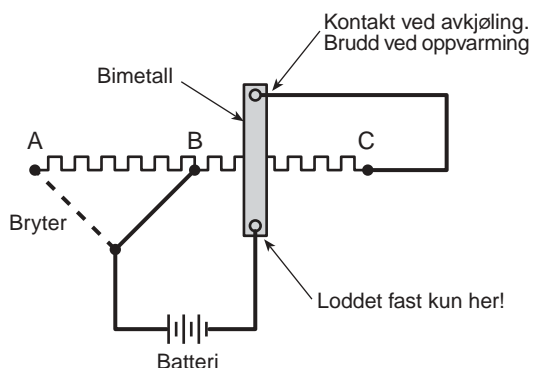 Kontakt ved avkjøling.
Brudd ved oppvarming
Bimetall
A
B
C
Bryter
Loddet fast kun her!
Batteri